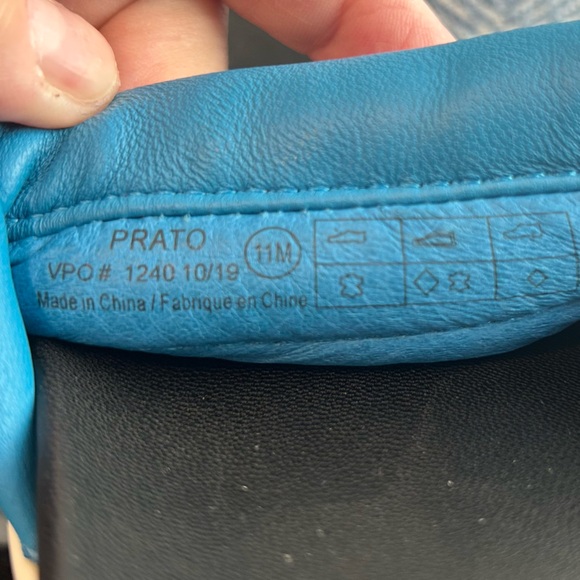 PRATO
VPO # 1240 10/19
11M
Made in China / Fabrique en Chine